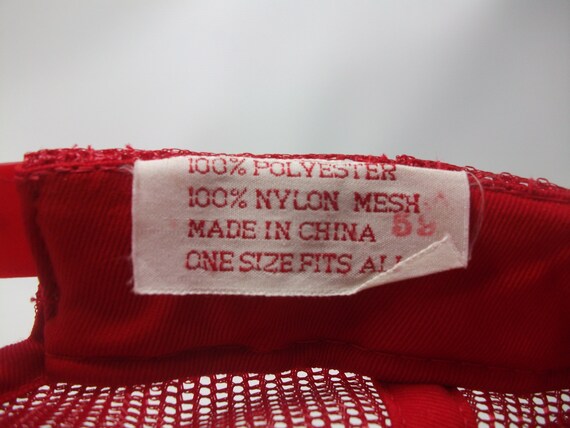 100% POLYESTER
100% NYLON MESH
MADE IN CHINA
ONE SIZE FITS ALL